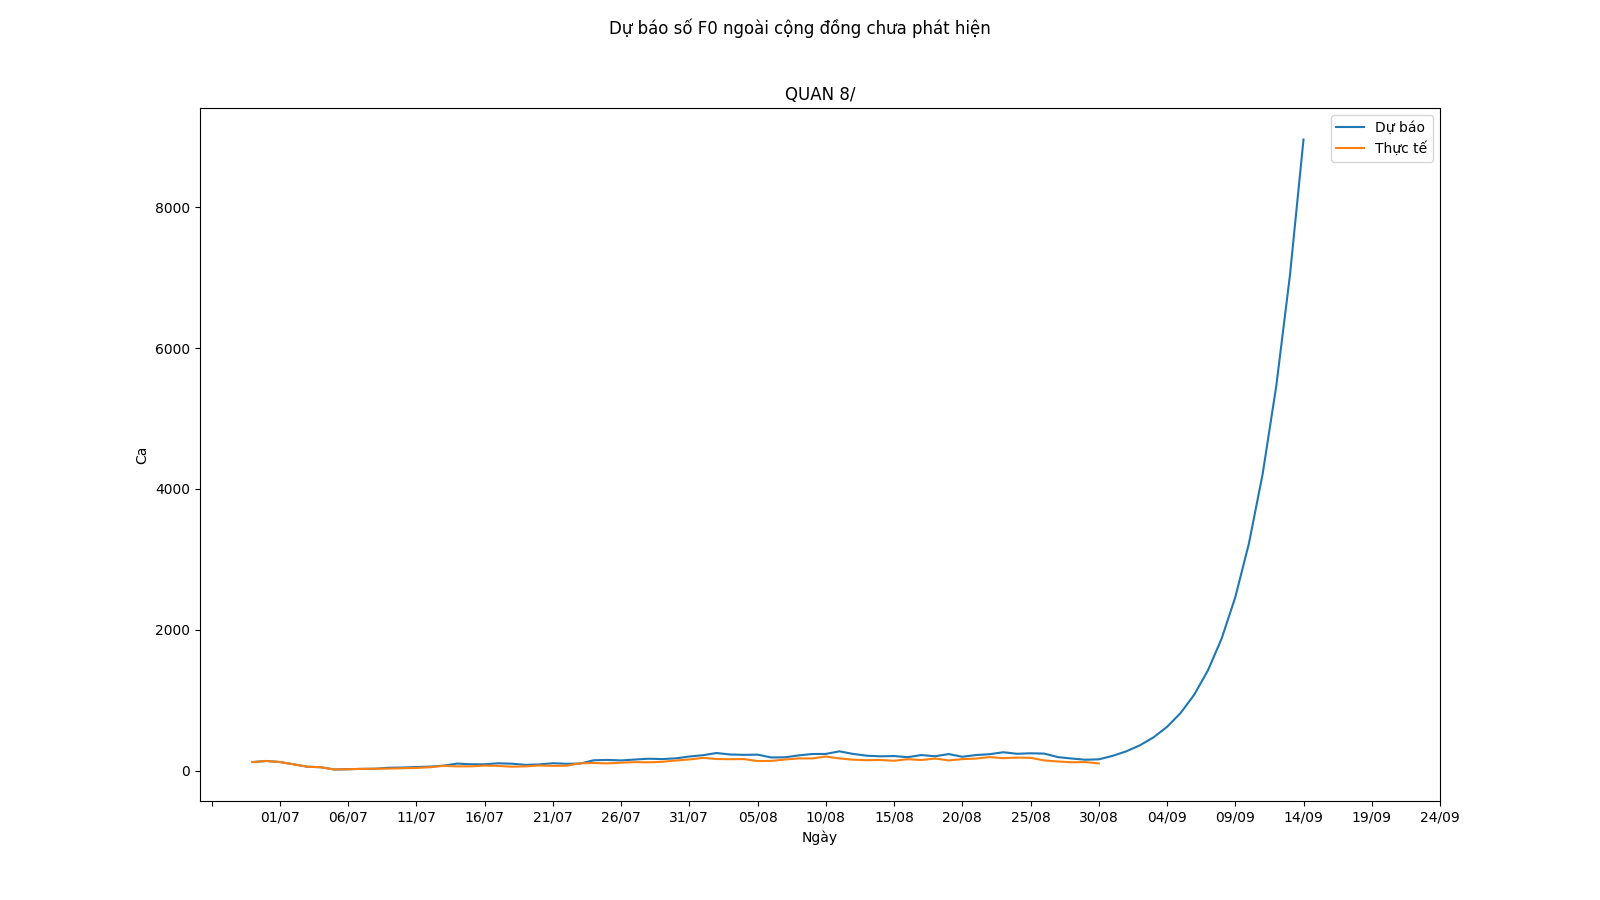 Dự báo số F0 ngoài cộng đồng chưa phát hiện
QUAN 8/
Dự báo
Thực tế
8000
6000
4000
2000
0
Ca
01/07 06/07 11/07 16/07 21/07 26/07 31/07 05/08 10/08 15/08 20/08 25/08 30/08 04/09 09/09 14/09 19/09 24/09
Ngày